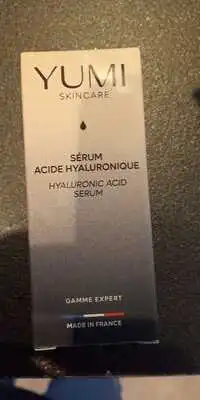 YUMI
SKINCARE
SÉRUM
ACIDE HYALURONIQUE
HYALURONIC ACID
SERUM
GAMME EXPERT
MADE IN FRANCE